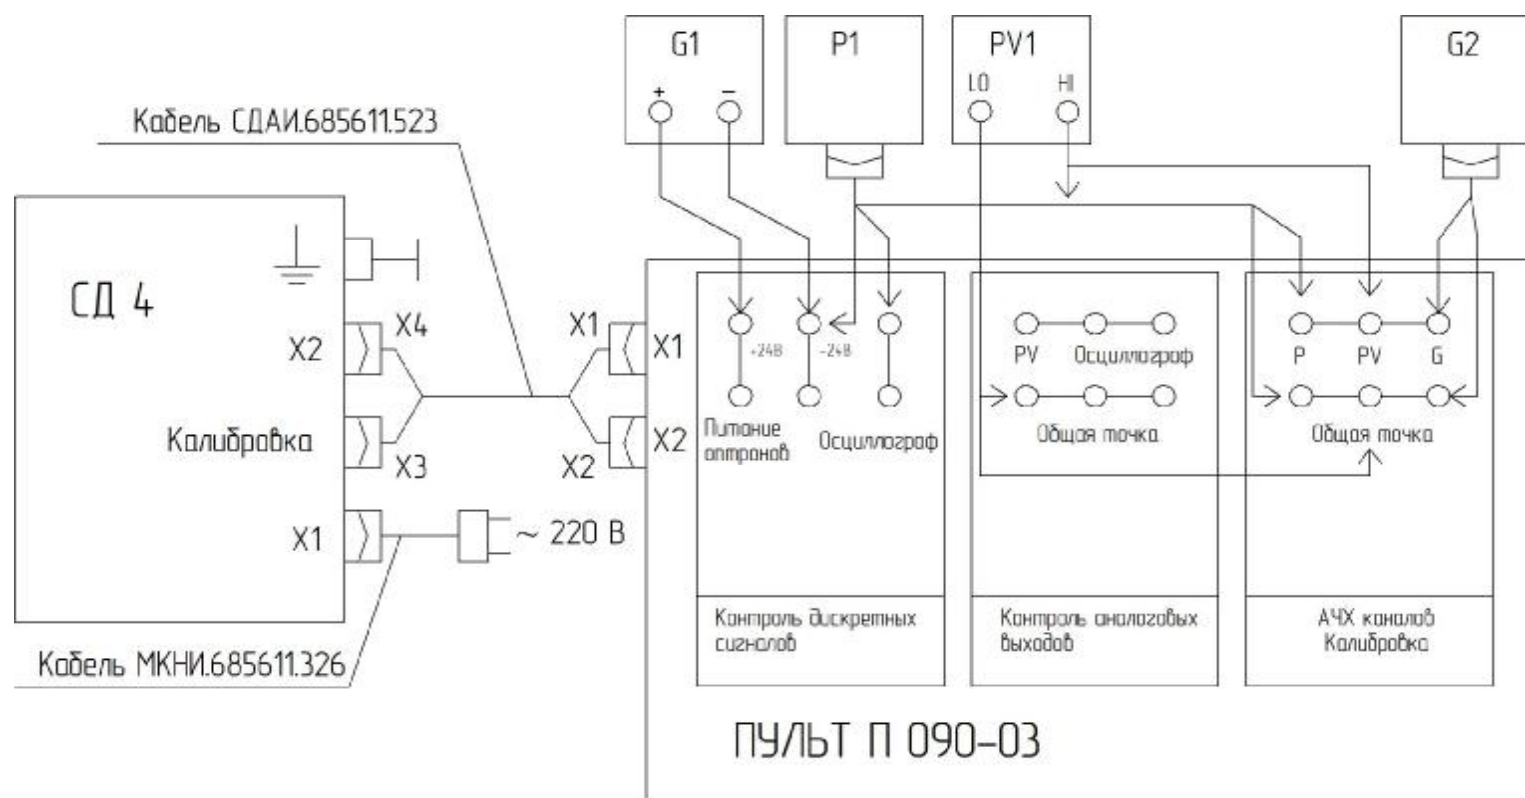 G1
P1
PV1
G2
+
−
LO
HI
Кабель СДАИ.685611.523
СД 4
X2
X4
X1
X1
+24В
−24В
PV
Осциллограф
P
PV
G
Калибровка
X3
X2
X2
Питание
оптронов
Осциллограф
Общая точка
Общая точка
X1
~ 220 В
Контроль дискретных
сигналов
Контроль аналоговых
выходов
АЧХ каналов
Калибровка
Кабель МКНИ.685611.326
ПУЛЬТ П 090-03